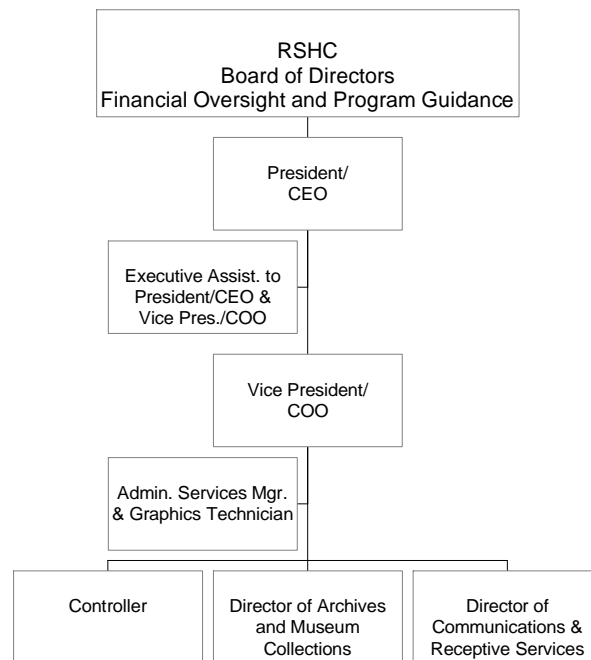 RSHC
Board of Directors
Financial Oversight and Program Guidance
President/
CEO
Executive Assist. to
President/CEO &
Vice Pres./COO
Vice President/
COO
Admin. Services Mgr.
& Graphics Technician
Controller
Director of Archives
and Museum
Collections
Director of
Communications &
Receptive Services